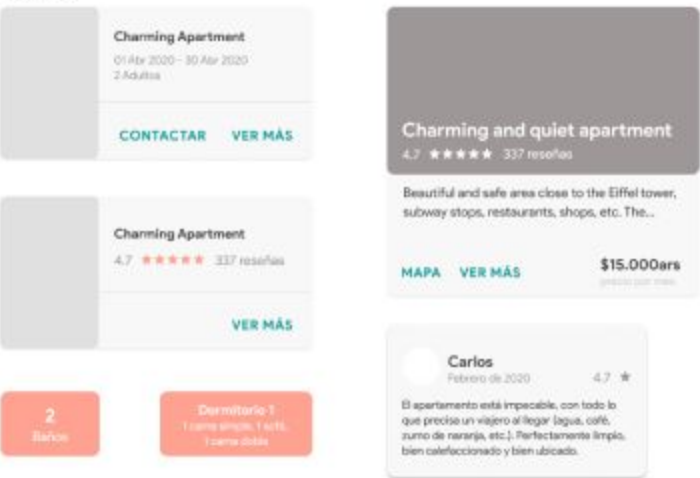 Charming Apartment
01 Abr 2020 - 30 Abr 2020
2 Adultos
CONTACTAR VER MÁS
Charming Apartment
4.7 ★★★★★ 337 reseñas
VER MÁS
2
Baños
Dormitorio 1
1 cama simple, 1 sofá,
1 cama doble
Charming and quiet apartment
4.7 ★★★★★ 337 reseñas
Beautiful and safe area close to the Eiffel tower,
subway stops, restaurants, shops, etc. The...
MAPA VER MÁS
$15.000ars
precio por mes
Carlos
Febrero de 2020
4.7 ★
El apartamento está impecable, con todo lo
que precisa un viajero al llegar (agua, café,
zumo de naranja, etc.). Perfectamente limpio,
bien calefaccionado y bien ubicado.